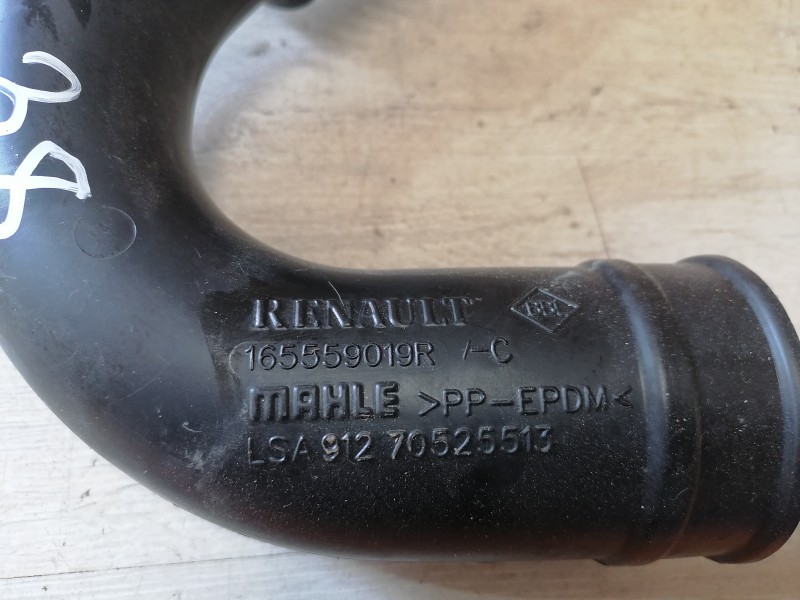 RENAULT
165559019R /-C
MAHLE >PP-EPDM<
LSA 912 70525513